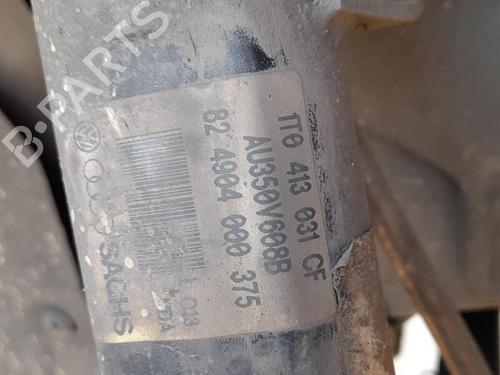 1T0 413 031 CF
AU350V608B
82 4904 000 375
SACHS
B-PARTS